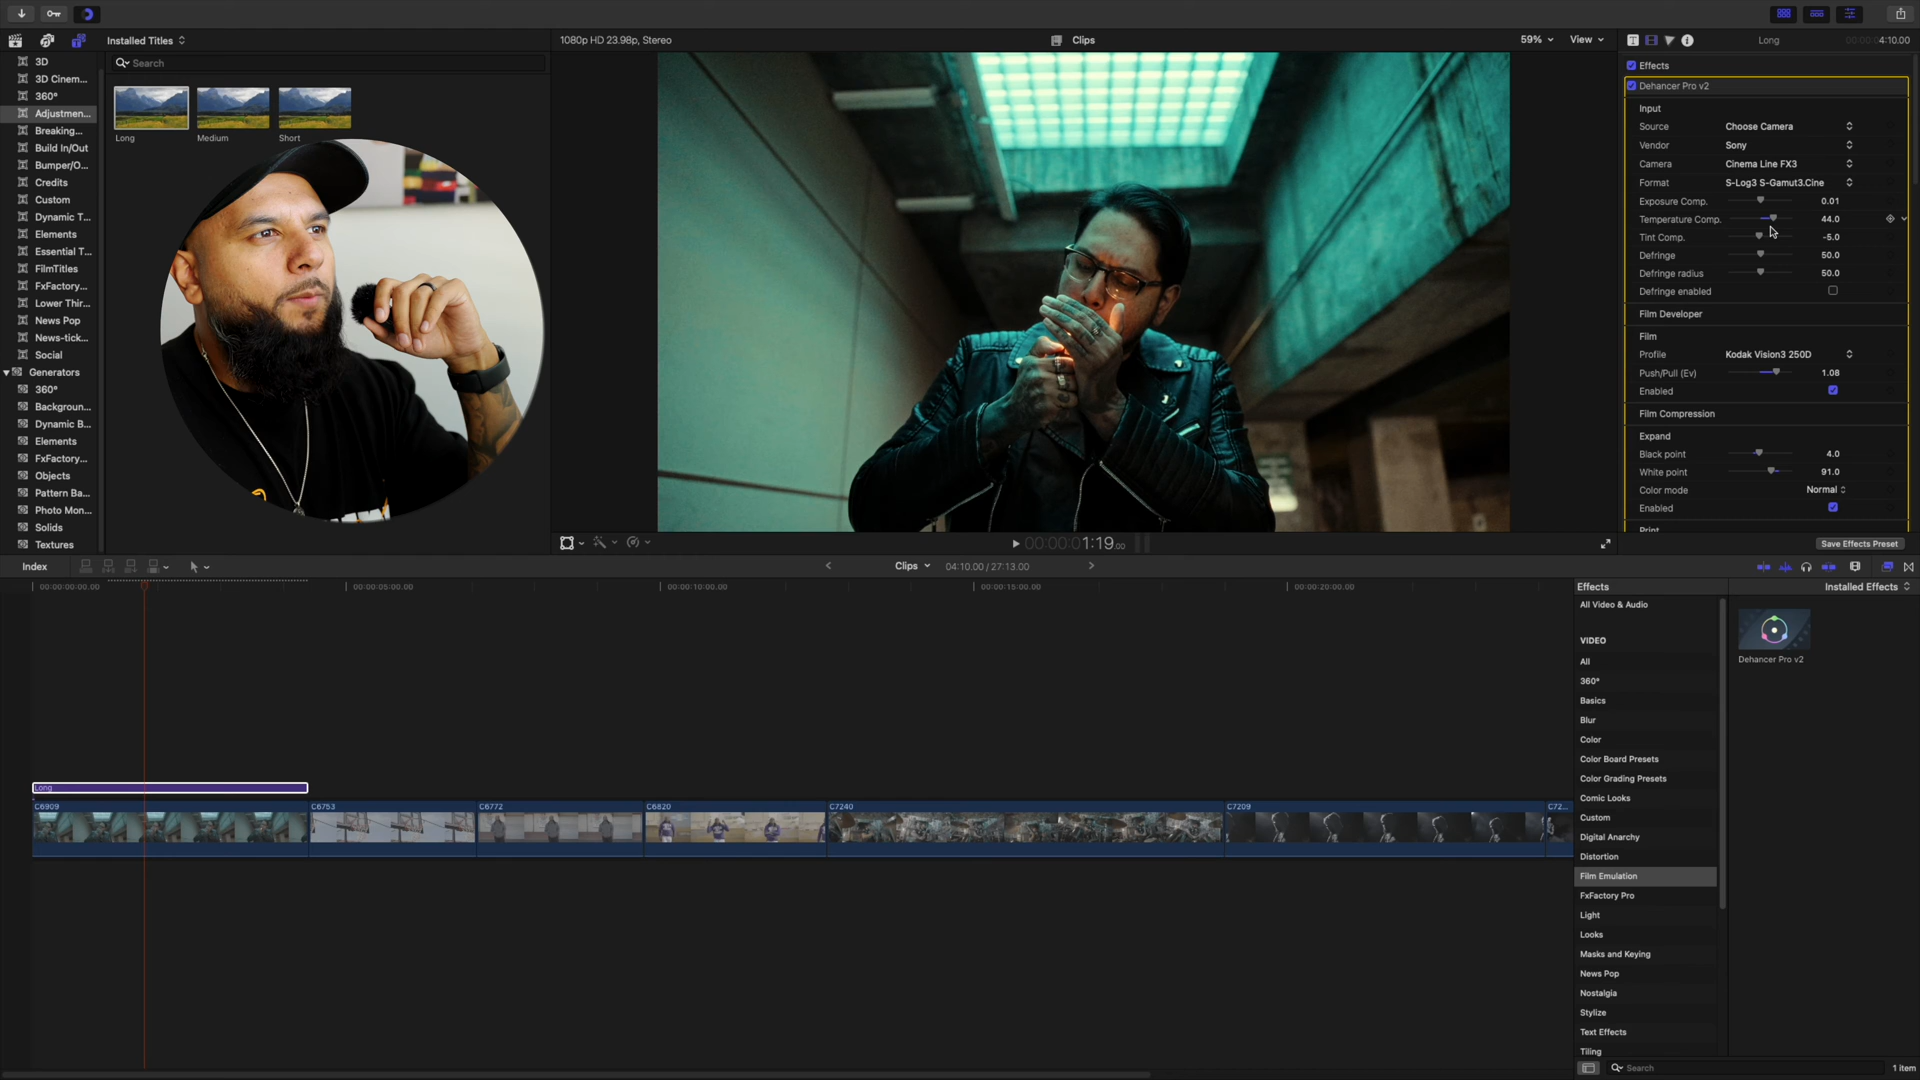 Installed Titles
1080p HD 23.98p, Stereo
Clips
59%
View
Long
4:10.00
3D
3D Cinem...
360°
Adjustmen...
Breaking...
Build In/Out
Bumper/O...
Credits
Custom
Dynamic T...
Elements
Essential T...
FilmTitles
FxFactory...
Lower Thir...
News Pop
News-tick...
Social
Generators
360°
Backgroun...
Dynamic B...
Elements
FxFactory...
Objects
Pattern Ba...
Photo Mon...
Solids
Textures
Search
Long
Medium
Short
Effects
Dehancer Pro v2
Input
Source
Choose Camera
Vendor
Sony
Camera
Cinema Line FX3
Format
S-Log3 S-Gamut3.Cine
Exposure Comp.
0.01
Temperature Comp.
44.0
Tint Comp.
-5.0
Defringe
50.0
Defringe radius
50.0
Defringe enabled
Film Developer
Film
Profile
Kodak Vision3 250D
Push/Pull (Ev)
1.08
Enabled
Film Compression
Expand
Black point
4.0
White point
91.0
Color mode
Normal
Enabled
Print
Save Effects Preset
00:00:01:19.00
Index
Clips
04:10.00 / 27:13.00
00:00:00:00.00
00:00:05:00.00
00:00:10:00.00
00:00:15:00.00
00:00:20:00.00
Long
C6909
C6753
C6772
C6820
C7240
C7209
C72...
Effects
Installed Effects
All Video & Audio
VIDEO
All
360°
Basics
Blur
Color
Color Board Presets
Color Grading Presets
Comic Looks
Custom
Digital Anarchy
Distortion
Film Emulation
FxFactory Pro
Light
Looks
Masks and Keying
News Pop
Nostalgia
Stylize
Text Effects
Tiling
Dehancer Pro v2
Search
1 item